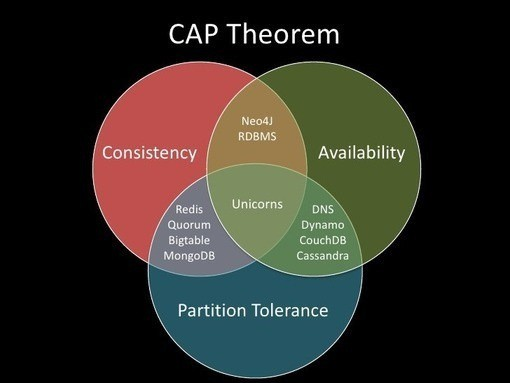 CAP Theorem
Neo4J
RDBMS
Consistency
Availability
Unicorns
Redis
Quorum
Bigtable
MongoDB
DNS
Dynamo
CouchDB
Cassandra
Partition Tolerance